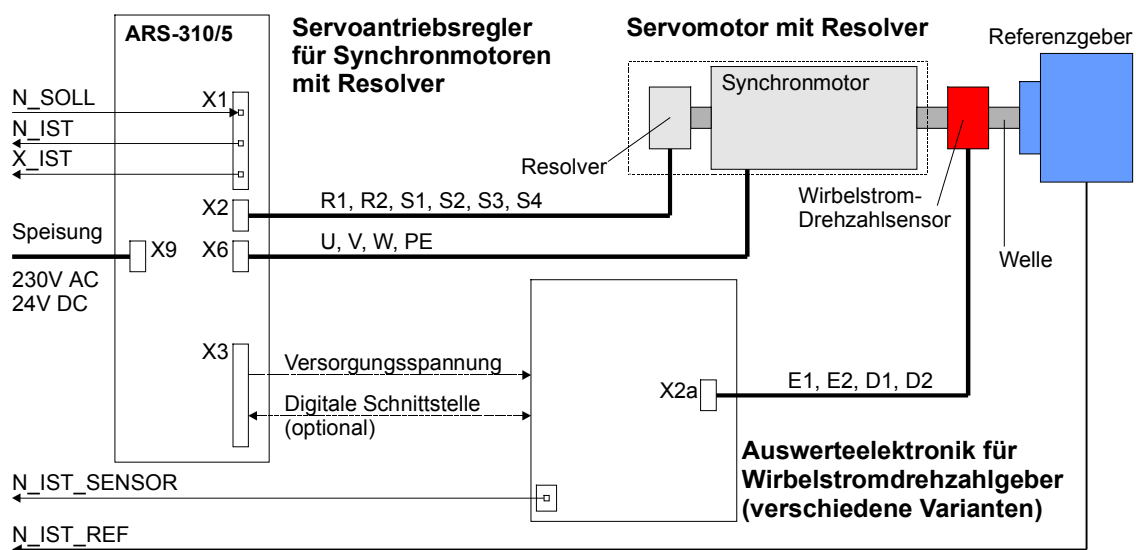 ARS-310/5
Servoantriebsregler
für Synchronmotoren
mit Resolver
Servomotor mit Resolver
Referenzgeber
Synchronmotor
N_SOLL
X1
N_IST
X_IST
Resolver
Wirbelstrom-
Drehzahlsensor
X2
R1, R2, S1, S2, S3, S4
Speisung
X9
X6
U, V, W, PE
Welle
230V AC
24V DC
X3
Versorgungsspannung
Digitale Schnittstelle
(optional)
X2a
E1, E2, D1, D2
Auswerteelektronik für
Wirbelstromdrehzahlgeber
(verschiedene Varianten)
N_IST_SENSOR
N_IST_REF